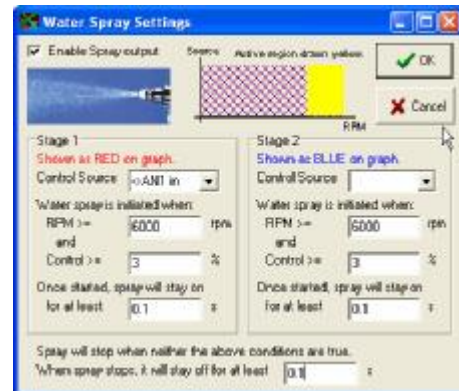 Water Spray Settings
Enable Spray output
Source Active region drawn yellow.
OK
Cancel
RPM
Stage 1
Shown as RED on graph.
Control Source <>AN1 in
Water spray is initiated when:
RPM >= 6000 rpm
and
Control >= 3 %
Once started, spray will stay on
for at least 0.1 s
Stage 2
Shown as BLUE on graph.
Control Source
Water spray is initiated when:
RPM >= 6000 rpm
and
Control >= 3 %
Once started, spray will stay on
for at least 0.1 s
Spray will stop when neither the above conditions are true.
When spray stops, it will stay off for at least 0.1 s